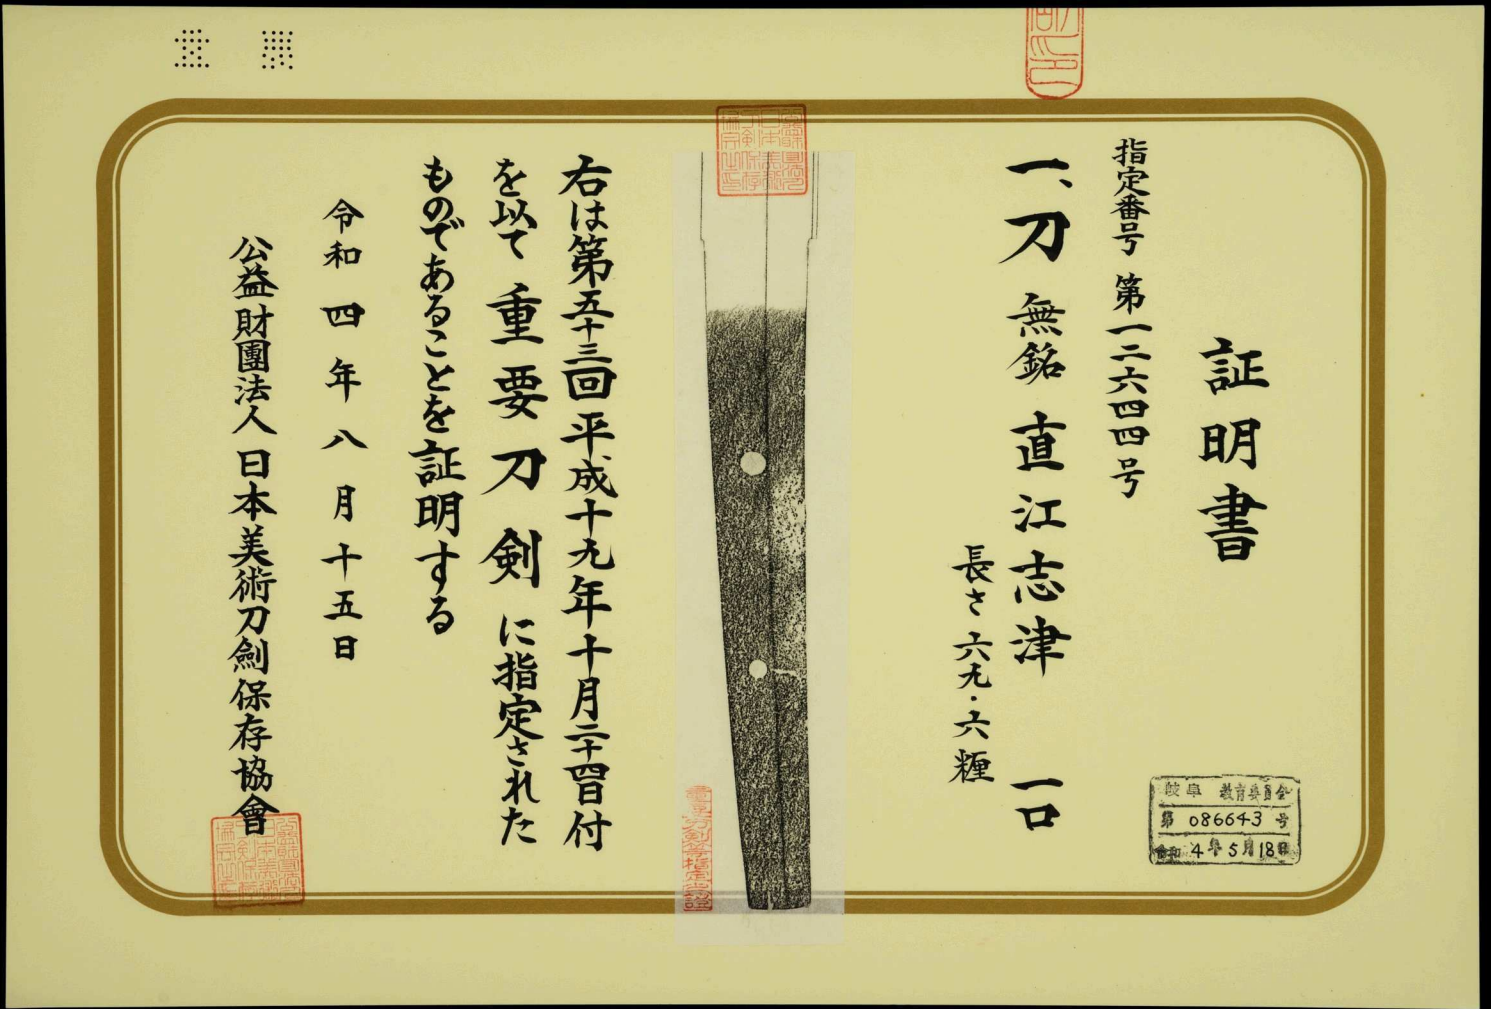 証明書
指定番号 第一二六四四号
一、刀 無銘 直江志津 一口
長さ 六九・六糎
右は第五十三回平成十九年十月二十四日付
を以て重要刀剣に指定された
ものであることを証明する
令和四年八月十五日
公益財團法人日本美術刀劍保存協會
岐阜 教育委員会
第 086643 号
令和 4年 5月 18日